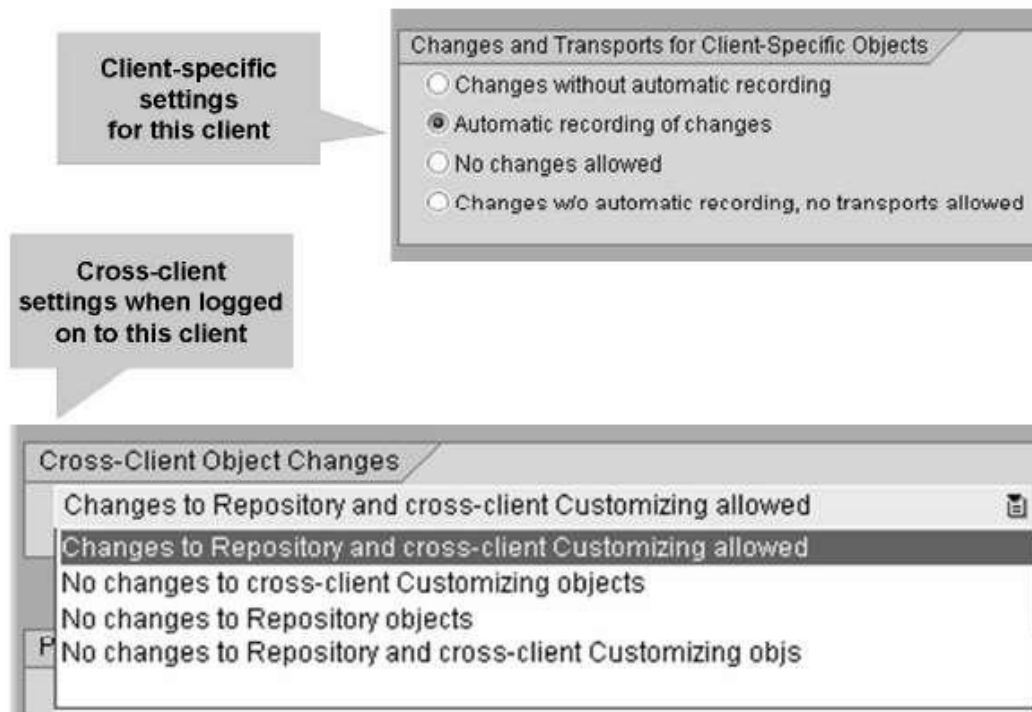 Client-specific
settings
for this client
Changes and Transports for Client-Specific Objects
Changes without automatic recording
Automatic recording of changes
No changes allowed
Changes w/o automatic recording, no transports allowed
Cross-client
settings when logged
on to this client
Cross-Client Object Changes
Changes to Repository and cross-client Customizing allowed
Changes to Repository and cross-client Customizing allowed
No changes to cross-client Customizing objects
No changes to Repository objects
P
No changes to Repository and cross-client Customizing objs